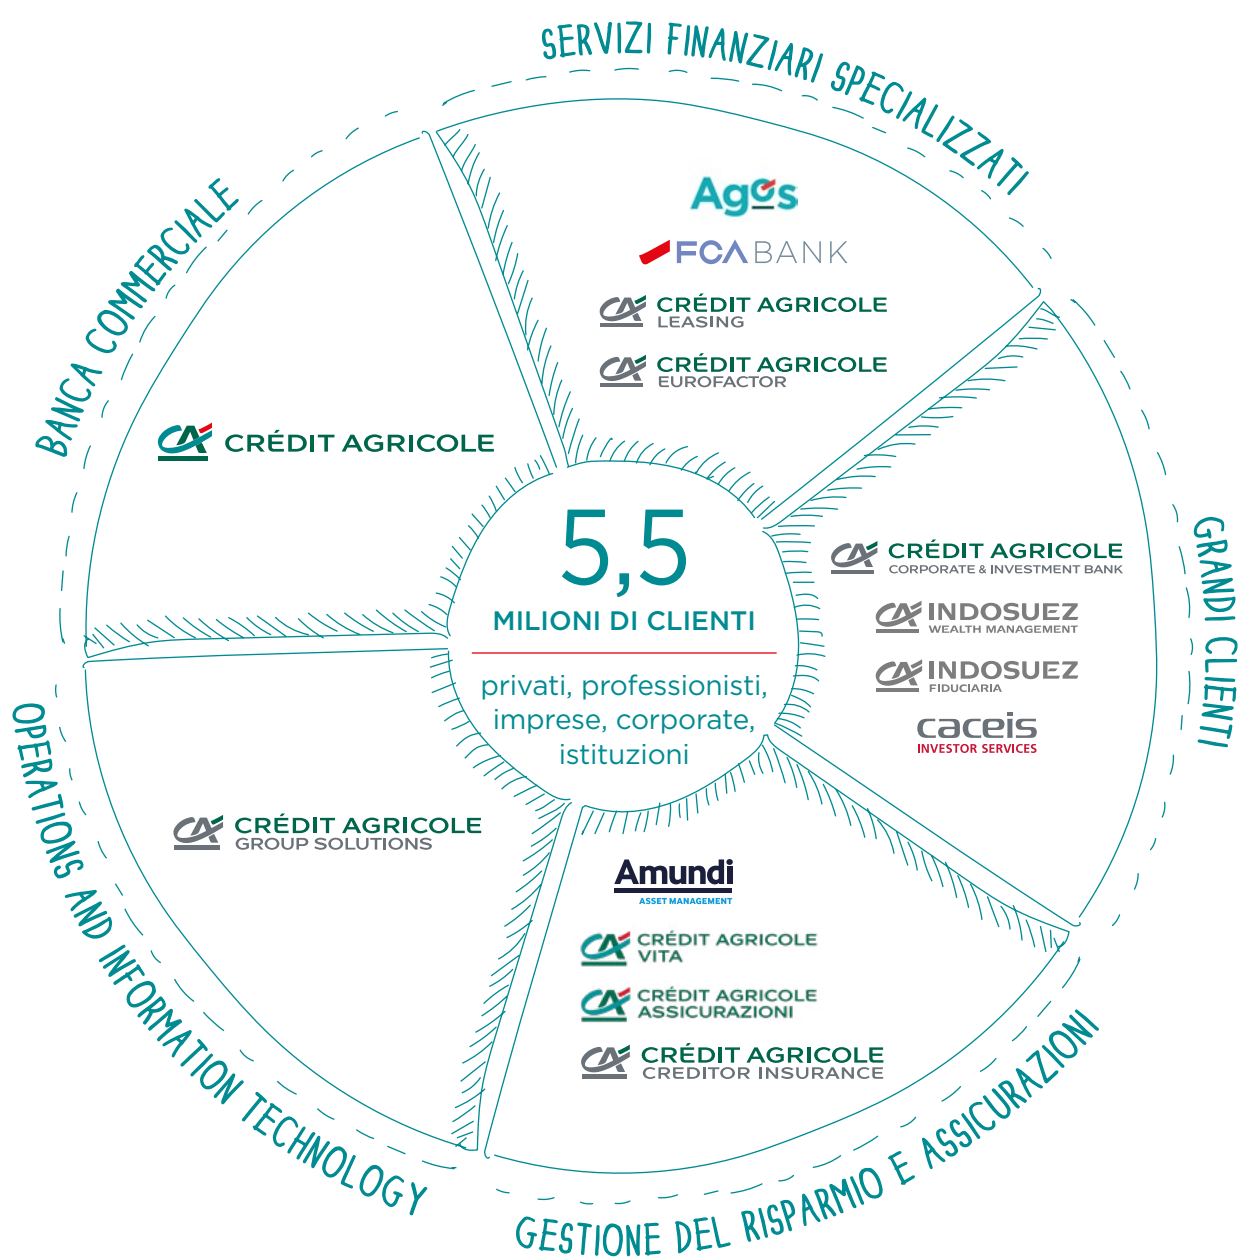 SERVIZI FINANZIARI SPECIALIZZATI
Agos
FCA BANK
CRÉDIT AGRICOLE
LEASING
CRÉDIT AGRICOLE
EUROFACTOR
BANCA COMMERCIALE
CRÉDIT AGRICOLE
5,5
MILIONI DI CLIENTI
privati, professionisti,
imprese, corporate,
istituzioni
GRANDI CLIENTI
CRÉDIT AGRICOLE
CORPORATE & INVESTMENT BANK
INDOSUEZ
WEALTH MANAGEMENT
INDOSUEZ
FIDUCIARIA
caceis
INVESTOR SERVICES
OPERATIONS AND INFORMATION TECHNOLOGY
CRÉDIT AGRICOLE
GROUP SOLUTIONS
Amundi
ASSET MANAGEMENT
CRÉDIT AGRICOLE
VITA
CRÉDIT AGRICOLE
ASSICURAZIONI
CRÉDIT AGRICOLE
CREDITOR INSURANCE
GESTIONE DEL RISPARMIO E ASSICURAZIONI